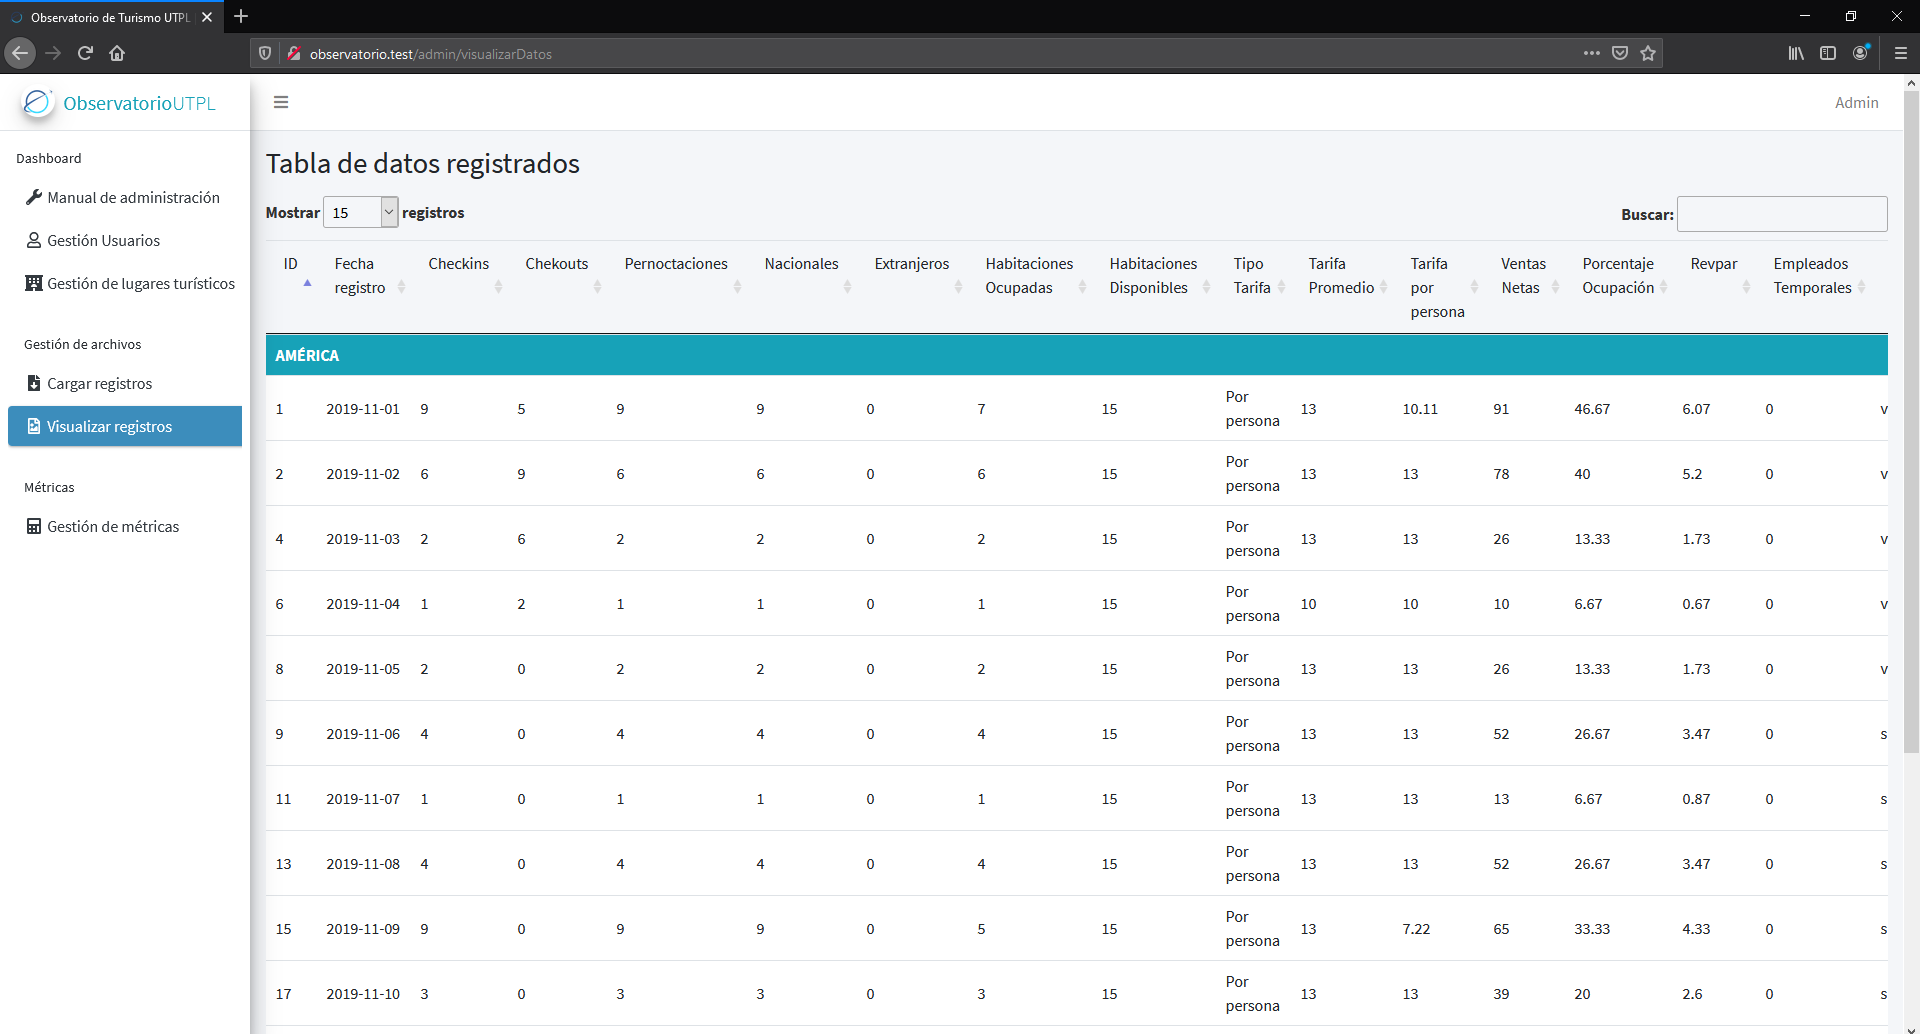 Observatorio de Turismo UTPL
observatorio.test/admin/visualizarDatos
ObservatorioUTPL
Admin
Dashboard
Manual de administración
Gestión Usuarios
Gestión de lugares turísticos
Gestión de archivos
Cargar registros
Visualizar registros
Métricas
Gestión de métricas
Tabla de datos registrados
Mostrar 15 registros
Buscar:
ID Fecha registro Checkins Chekouts Pernoctaciones Nacionales Extranjeros Habitaciones Ocupadas Habitaciones Disponibles Tipo Tarifa Tarifa Promedio Tarifa por persona Ventas Netas Porcentaje Ocupación Revpar Empleados Temporales
AMÉRICA
1 2019-11-01 9 5 9 9 0 7 15 Por persona 13 10.11 91 46.67 6.07 0 v
2 2019-11-02 6 9 6 6 0 6 15 Por persona 13 13 78 40 5.2 0 v
4 2019-11-03 2 6 2 2 0 2 15 Por persona 13 13 26 13.33 1.73 0 v
6 2019-11-04 1 2 1 1 0 1 15 Por persona 10 10 10 6.67 0.67 0 v
8 2019-11-05 2 0 2 2 0 2 15 Por persona 13 13 26 13.33 1.73 0 v
9 2019-11-06 4 0 4 4 0 4 15 Por persona 13 13 52 26.67 3.47 0 s
11 2019-11-07 1 0 1 1 0 1 15 Por persona 13 13 13 6.67 0.87 0 s
13 2019-11-08 4 0 4 4 0 4 15 Por persona 13 13 52 26.67 3.47 0 s
15 2019-11-09 9 0 9 9 0 5 15 Por persona 13 7.22 65 33.33 4.33 0 s
17 2019-11-10 3 0 3 3 0 3 15 Por persona 13 13 39 20 2.6 0 s